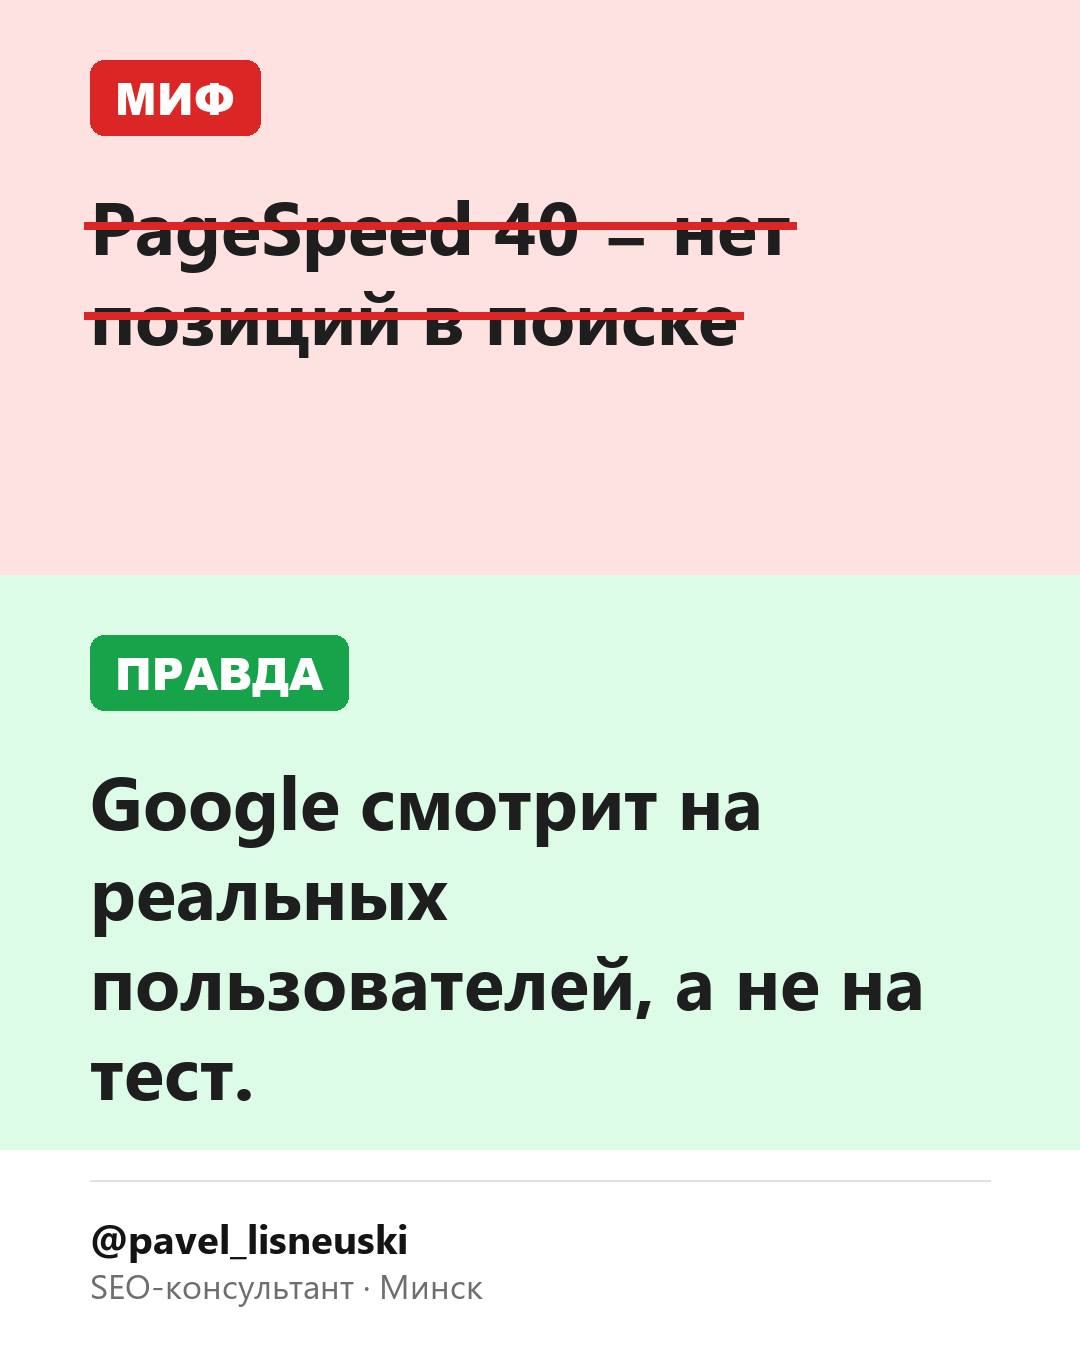 МИФ
PageSpeed 40 — нет
позиций в поиске
ПРАВДА
Google смотрит на
реальных
пользователей, а не на
тест.
@pavel_lisneuski
SEO-консультант · Минск